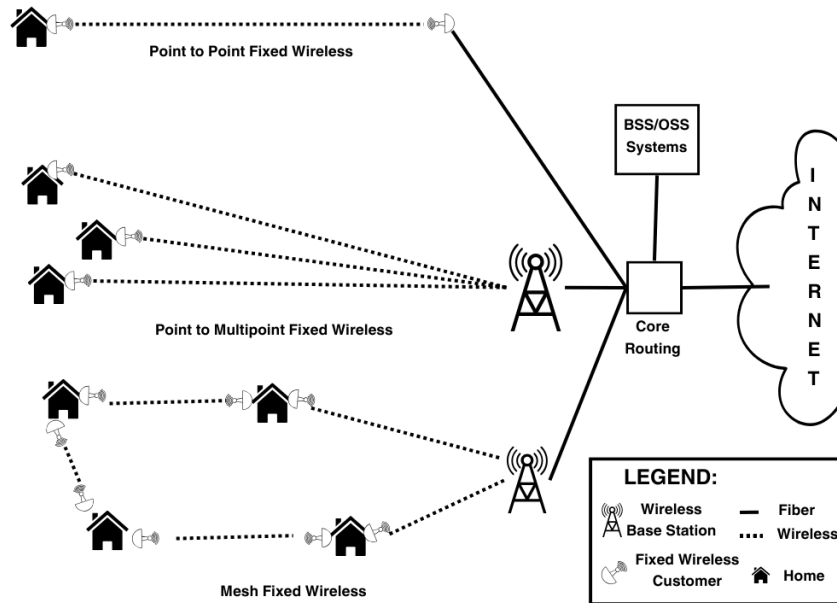 Point to Point Fixed Wireless
BSS/OSS
Systems
INTERNET
Core
Routing
Point to Multipoint Fixed Wireless
Mesh Fixed Wireless
LEGEND:
Wireless
Base Station
Fiber
Wireless
Fixed Wireless
Customer
Home